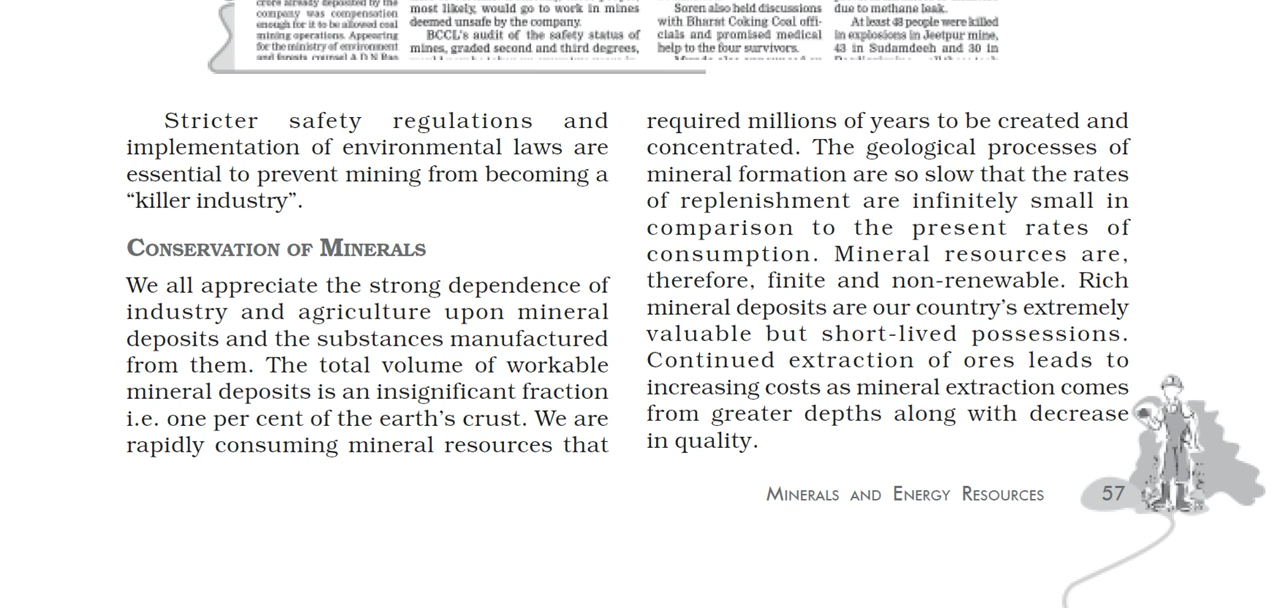 crore already deposited by the
company was compensation
enough for it to be allowed coal
mining operations. Appearing
for the ministry of environment
most likely, would go to work in mines
deemed unsafe by the company.
BCCL's audit of the safety status of
mines, graded second and third degrees,
Soren also held discussions
with Bharat Coking Coal offi-
cials and promised medical
help to the four survivors.
due to methane leak.
At least 48 people were killed
in explosions in Jeetpur mine,
43 in Sudamdeeh and 30 in
Stricter safety regulations and
implementation of environmental laws are
essential to prevent mining from becoming a
“killer industry”.
CONSERVATION OF MINERALS
We all appreciate the strong dependence of
industry and agriculture upon mineral
deposits and the substances manufactured
from them. The total volume of workable
mineral deposits is an insignificant fraction
i.e. one per cent of the earth’s crust. We are
rapidly consuming mineral resources that
required millions of years to be created and
concentrated. The geological processes of
mineral formation are so slow that the rates
of replenishment are infinitely small in
comparison to the present rates of
consumption. Mineral resources are,
therefore, finite and non-renewable. Rich
mineral deposits are our country’s extremely
valuable but short-lived possessions.
Continued extraction of ores leads to
increasing costs as mineral extraction comes
from greater depths along with decrease
in quality.
MINERALS AND ENERGY RESOURCES 57